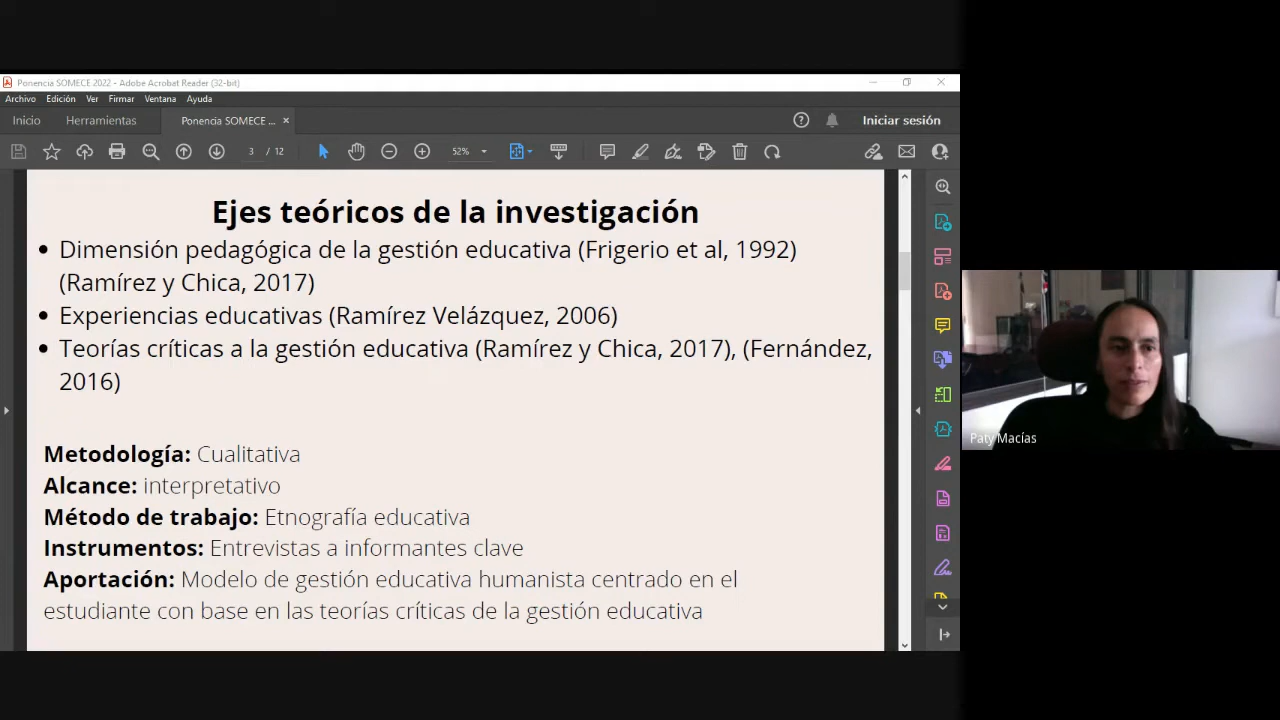 Ponencia SOMECE 2022 - Adobe Acrobat Reader (32-bit)
Archivo Edición Ver Firmar Ventana Ayuda
Inicio Herramientas Ponencia SOMECE ... × Iniciar sesión
3 / 12 52%
Ejes teóricos de la investigación
• Dimensión pedagógica de la gestión educativa (Frigerio et al, 1992)
(Ramírez y Chica, 2017)
• Experiencias educativas (Ramírez Velázquez, 2006)
• Teorías críticas a la gestión educativa (Ramírez y Chica, 2017), (Fernández,
2016)
Metodología: Cualitativa
Alcance: interpretativo
Método de trabajo: Etnografía educativa
Instrumentos: Entrevistas a informantes clave
Aportación: Modelo de gestión educativa humanista centrado en el
estudiante con base en las teorías críticas de la gestión educativa
Paty Macías